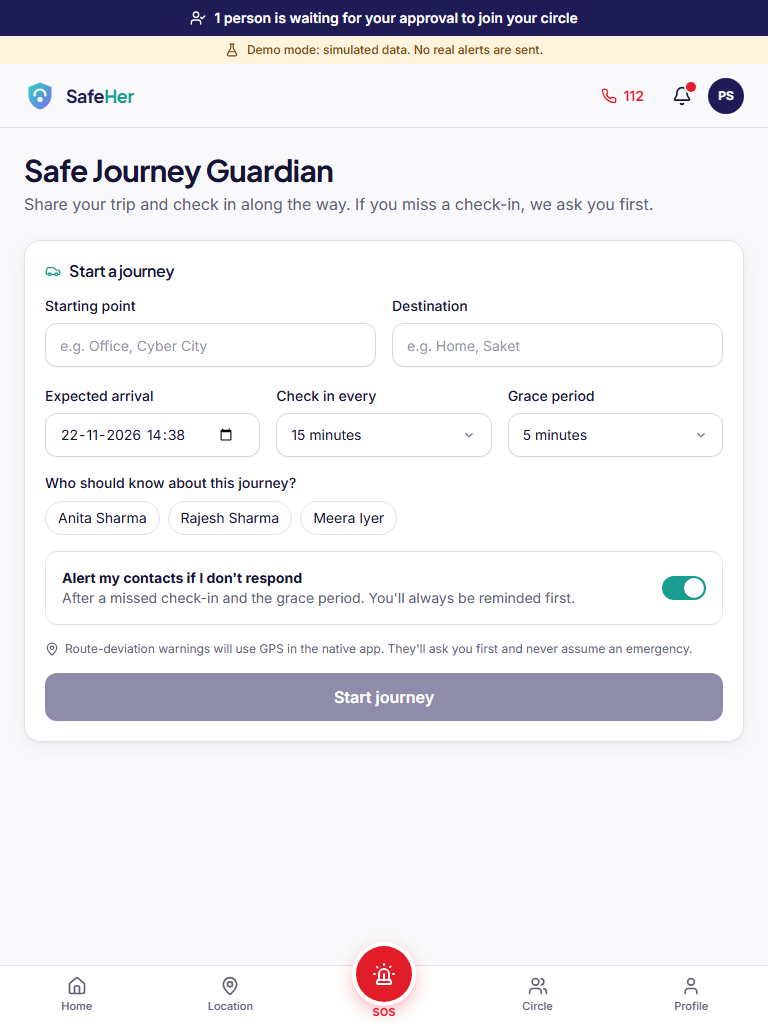 1 person is waiting for your approval to join your circle
Demo mode: simulated data. No real alerts are sent.
SafeHer
112
PS
Safe Journey Guardian
Share your trip and check in along the way. If you miss a check-in, we ask you first.
Start a journey
Starting point
Destination
e.g. Office, Cyber City
e.g. Home, Saket
Expected arrival
Check in every
Grace period
22-11-2026 14:38
15 minutes
5 minutes
Who should know about this journey?
Anita Sharma
Rajesh Sharma
Meera Iyer
Alert my contacts if I don't respond
After a missed check-in and the grace period. You'll always be reminded first.
Route-deviation warnings will use GPS in the native app. They'll ask you first and never assume an emergency.
Start journey
Home
Location
SOS
Circle
Profile